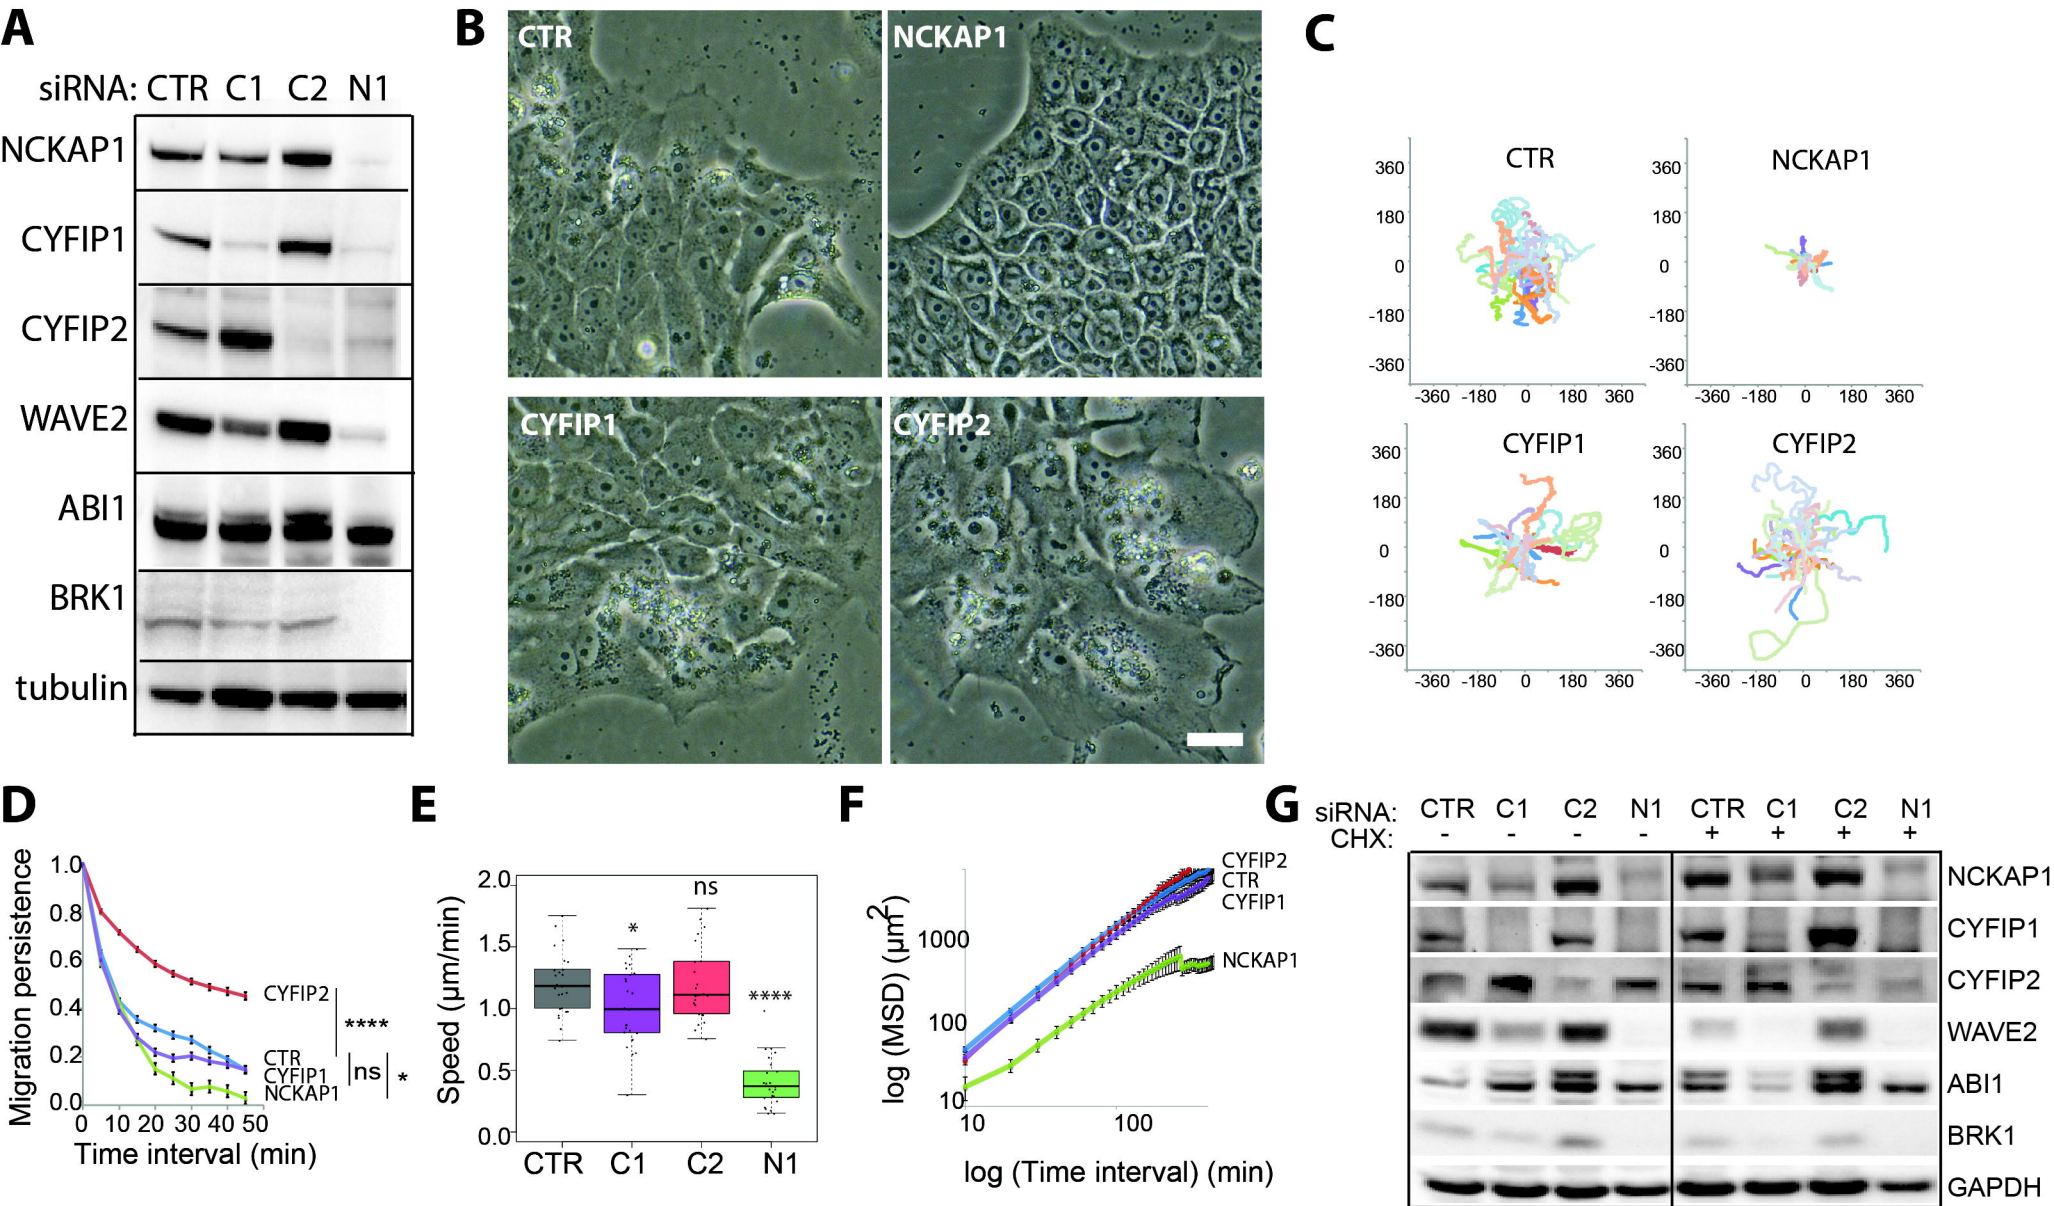 A
siRNA: CTR C1 C2 N1
NCKAP1
CYFIP1
CYFIP2
WAVE2
ABI1
BRK1
tubulin
B
CTR
NCKAP1
CYFIP1
CYFIP2
C
CTR
360
180
0
-180
-360
-360 -180 0 180 360
NCKAP1
360
180
0
-180
-360
-360 -180 0 180 360
CYFIP1
360
180
0
-180
-360
-360 -180 0 180 360
CYFIP2
360
180
0
-180
-360
-360 -180 0 180 360
D
Migration persistence
1.0
0.8
0.6
0.4
0.2
0.0
0 10 20 30 40 50
Time interval (min)
CYFIP2
CTR
CYFIP1
NCKAP1
****
ns
*
E
Speed (µm/min)
2.0
1.5
1.0
0.5
0.0
*
ns
****
CTR C1 C2 N1
F
log (MSD) (µm2)
1000
100
10
10 100
log (Time interval) (min)
CYFIP2
CTR
CYFIP1
NCKAP1
G
siRNA: CTR C1 C2 N1 CTR C1 C2 N1
CHX: - - - - + + + +
NCKAP1
CYFIP1
CYFIP2
WAVE2
ABI1
BRK1
GAPDH